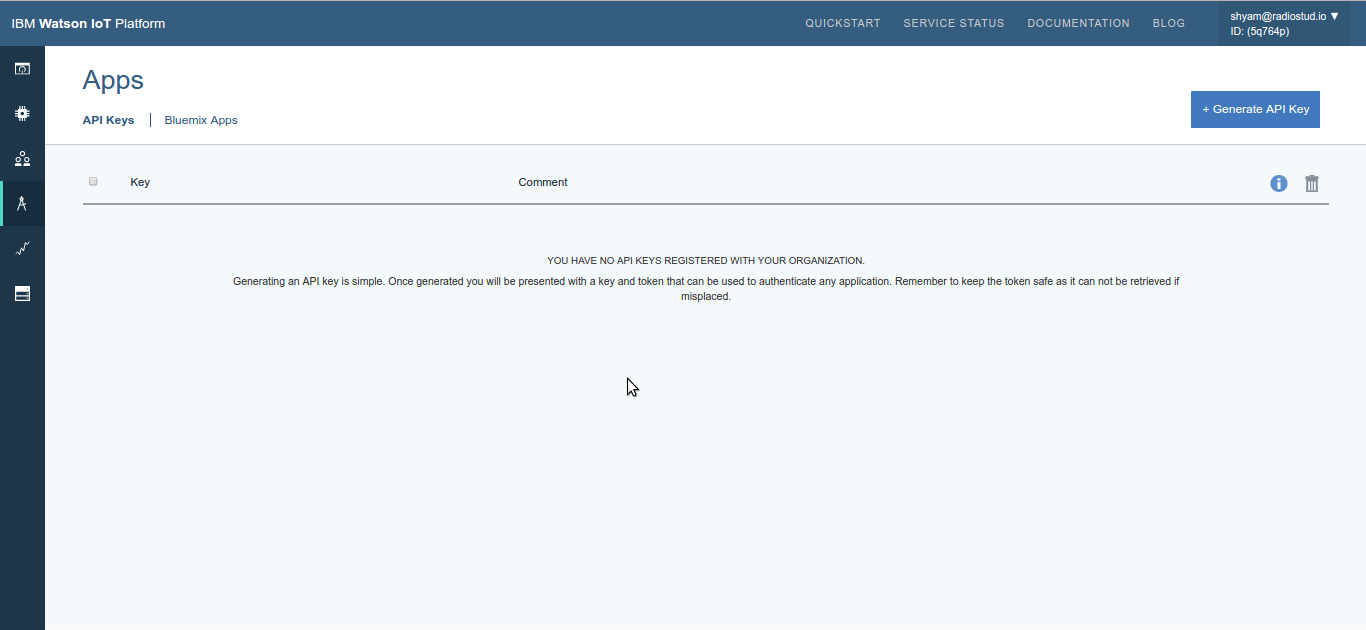 IBM Watson IoT Platform
QUICKSTART
SERVICE STATUS
DOCUMENTATION
BLOG
shyam@radiostud.io ▼
ID: (5q764p)
Apps
API Keys
Bluemix Apps
+ Generate API Key
Key
Comment
YOU HAVE NO API KEYS REGISTERED WITH YOUR ORGANIZATION.
Generating an API key is simple. Once generated you will be presented with a key and token that can be used to authenticate any application. Remember to keep the token safe as it can not be retrieved if
misplaced.